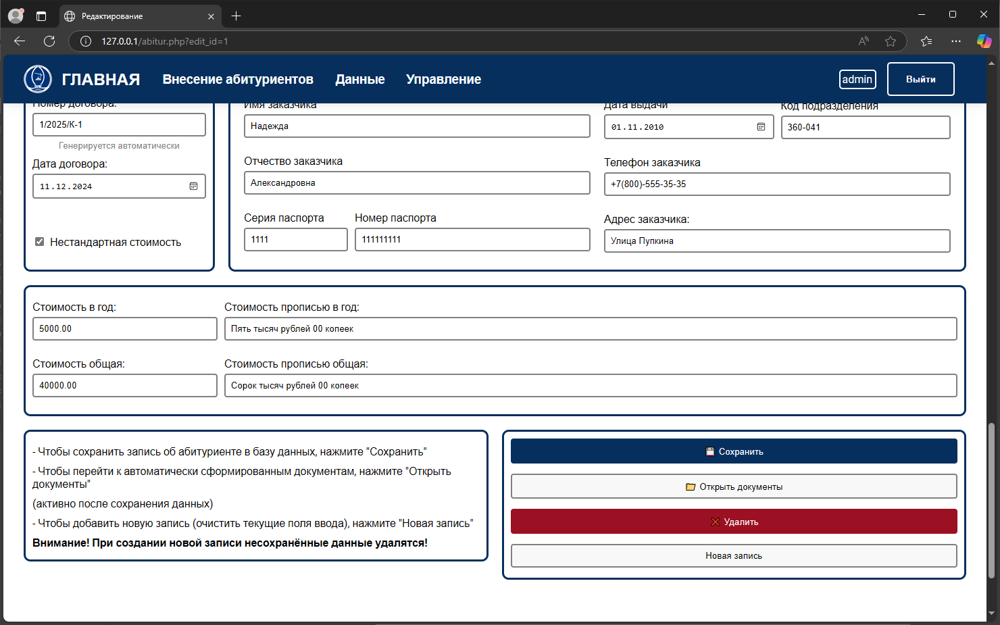 Редактирование
127.0.0.1/abitur.php?edit_id=1
ГЛАВНАЯ
Внесение абитуриентов
Данные
Управление
admin
Выйти
Номер договора:
1/2025/К-1
Генерируется автоматически
Дата договора:
11.12.2024
Нестандартная стоимость
Имя заказчика
Надежда
Дата выдачи
01.11.2010
Код подразделения
360-041
Отчество заказчика
Александровна
Телефон заказчика
+7(800)-555-35-35
Серия паспорта
1111
Номер паспорта
111111111
Адрес заказчика:
Улица Пупкина
Стоимость в год:
5000.00
Стоимость прописью в год:
Пять тысяч рублей 00 копеек
Стоимость общая:
40000.00
Стоимость прописью общая:
Сорок тысяч рублей 00 копеек
- Чтобы сохранить запись об абитуриенте в базу данных, нажмите "Сохранить"
- Чтобы перейти к автоматически сформированным документам, нажмите "Открыть
документы"
(активно после сохранения данных)
- Чтобы добавить новую запись (очистить текущие поля ввода), нажмите "Новая запись"
Внимание! При создании новой записи несохранённые данные удалятся!
Сохранить
Открыть документы
Удалить
Новая запись